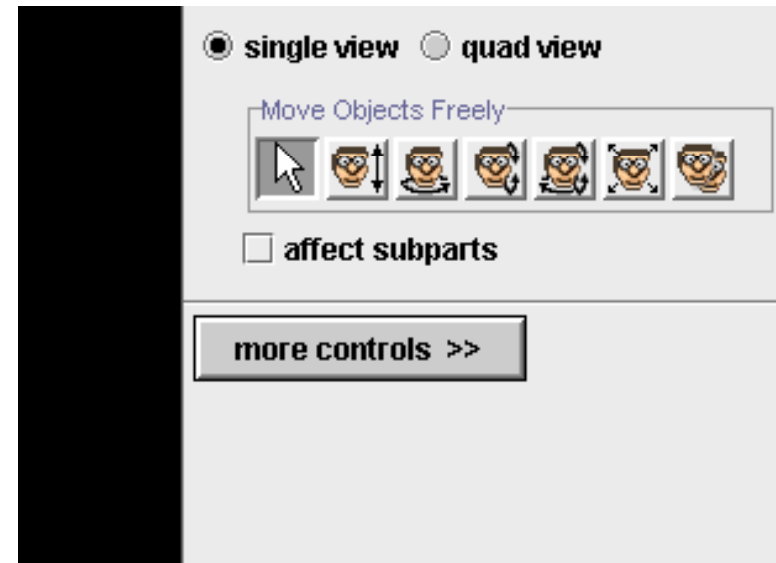 single view quad view
Move Objects Freely
affect subparts
more controls >>